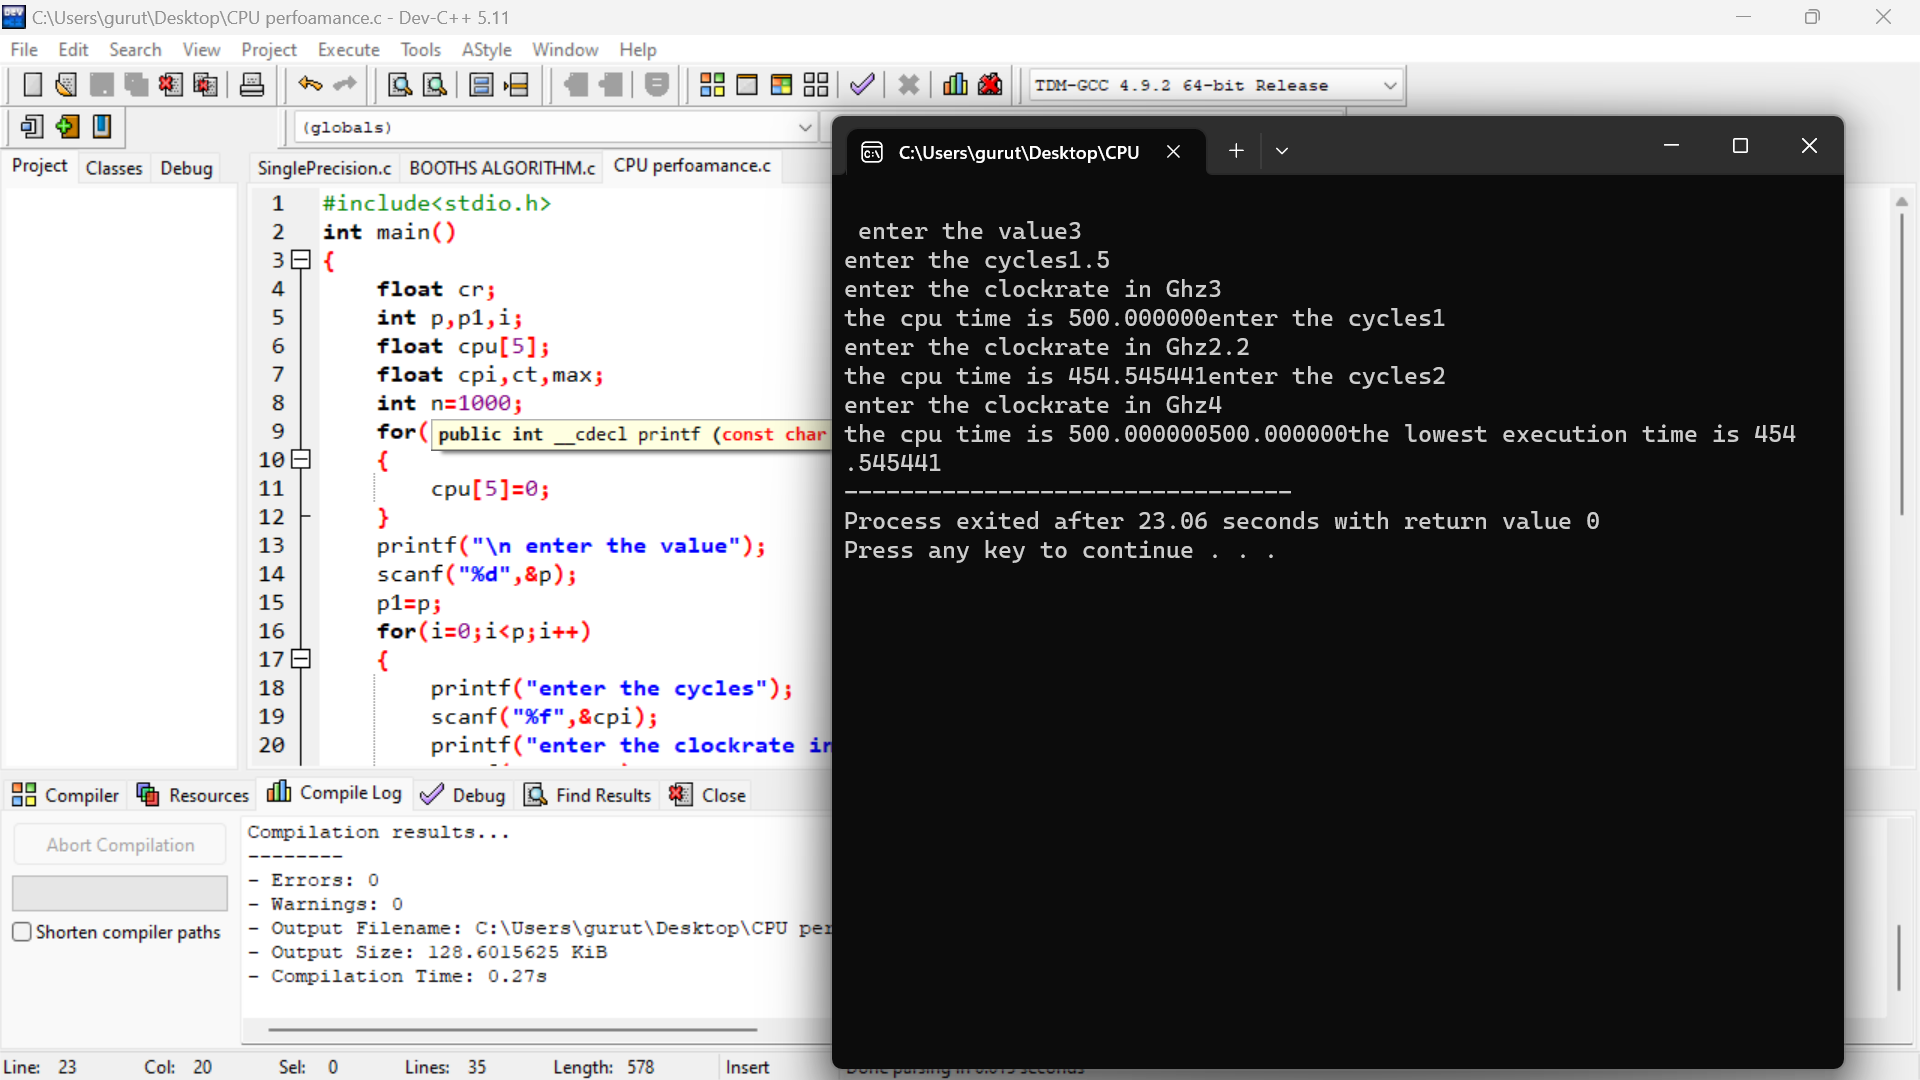 C:\Users\gurut\Desktop\CPU perfoamance.c - Dev-C++ 5.11
File Edit Search View Project Execute Tools AStyle Window Help
TDM-GCC 4.9.2 64-bit Release
(globals)
Project Classes Debug
SinglePrecision.c BOOTHS ALGORITHM.c CPU perfoamance.c
1 #include<stdio.h>
2 int main()
3 {
4 float cr;
5 int p,p1,i;
6 float cpu[5];
7 float cpi,ct,max;
8 int n=1000;
9 for(
public int __cdecl printf (const char
10 {
11 cpu[5]=0;
12 }
13 printf("\n enter the value");
14 scanf("%d",&p);
15 p1=p;
16 for(i=0;i<p;i++)
17 {
18 printf("enter the cycles");
19 scanf("%f",&cpi);
20 printf("enter the clockrate in
C:\Users\gurut\Desktop\CPU
enter the value3
enter the cycles1.5
enter the clockrate in Ghz3
the cpu time is 500.000000enter the cycles1
enter the clockrate in Ghz2.2
the cpu time is 454.545441enter the cycles2
enter the clockrate in Ghz4
the cpu time is 500.000000500.000000the lowest execution time is 454
.545441
--------------------------------
Process exited after 23.06 seconds with return value 0
Press any key to continue . . .
Compiler Resources Compile Log Debug Find Results Close
Abort Compilation
Shorten compiler paths
Compilation results...
--------
- Errors: 0
- Warnings: 0
- Output Filename: C:\Users\gurut\Desktop\CPU per
- Output Size: 128.6015625 KiB
- Compilation Time: 0.27s
Line: 23 Col: 20 Sel: 0 Lines: 35 Length: 578 Insert